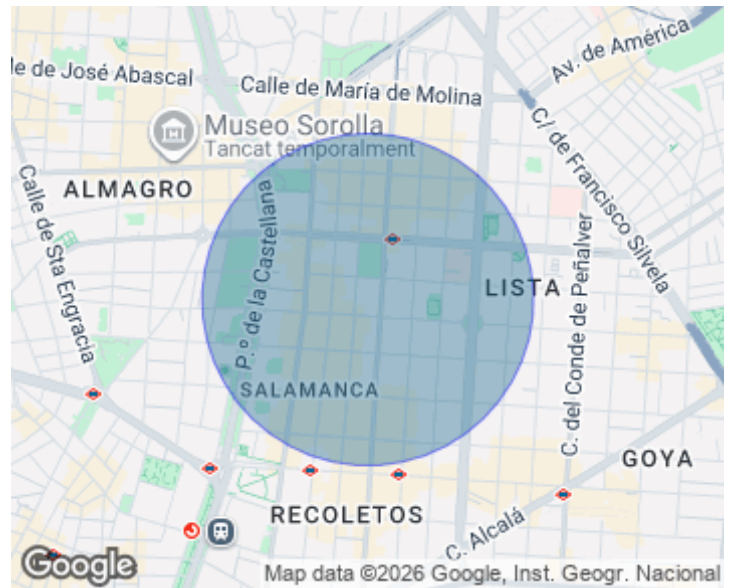 Av. de América
le de José Abascal
Calle de María de Molina
Museo Sorolla
Tancat temporalment
C/ de Francisco Silvela
ALMAGRO
Calle de Sta Engracia
P.º de la Castellana
C. del Conde de Peñalver
LISTA
SALAMANCA
GOYA
RECOLETOS
C. Alcalá
Google
Map data ©2026 Google, Inst. Geogr. Nacional